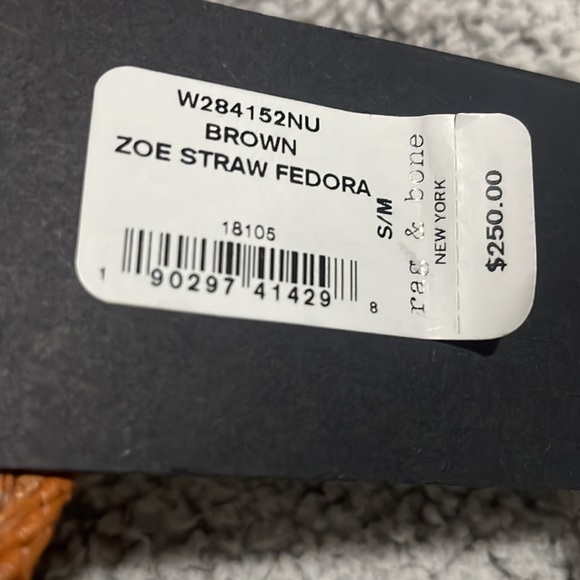 W284152NU
BROWN
ZOE STRAW FEDORA
S/M
18105
1 90297 41429 8
rag & bone
NEW YORK
$250.00